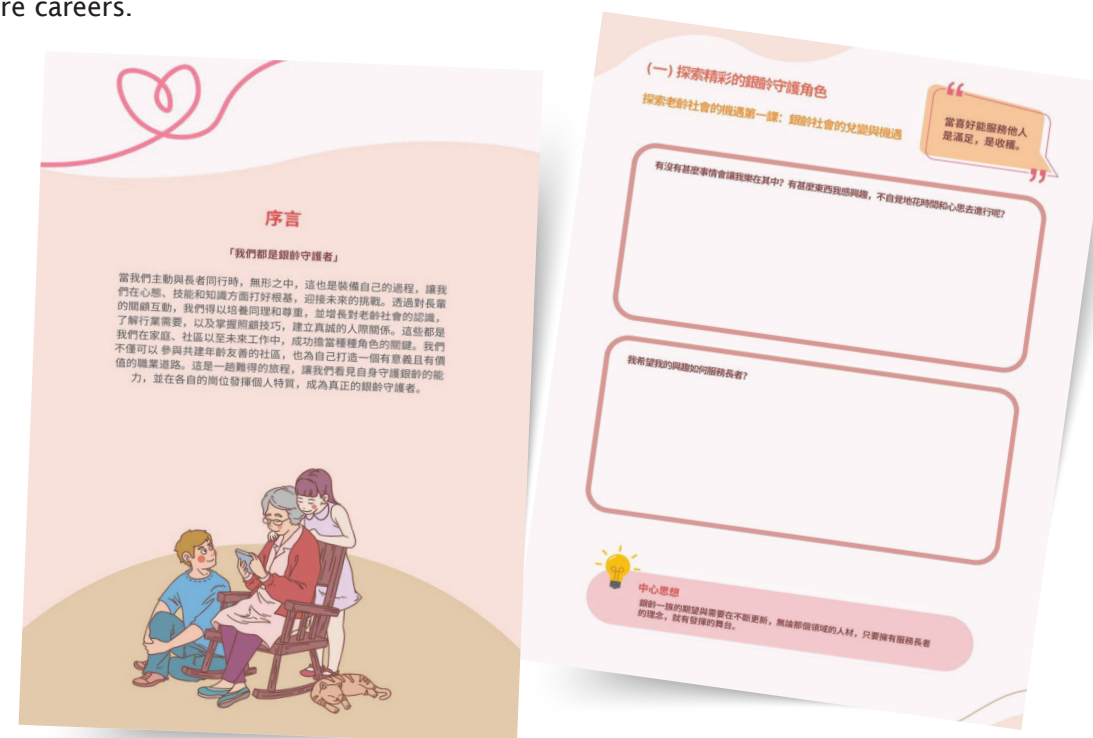 re careers.
序言
「我們都是銀齡守護者」
當我們主動與長者同行時，無形之中，這也是裝備自己的過程，讓我
們在心態、技能和知識方面打好根基，迎接未來的挑戰。透過對長輩
的關顧互動，我們得以培養同理和尊重，並增長對老齡社會的認識，
了解行業需要，以及掌握照顧技巧，建立真誠的人際關係。這些都是
我們在家庭、社區以至未來工作中，成功擔當種種角色的關鍵。我們
不僅可以 參與共建年齡友善的社區，也為自己打造一個有意義且有價
值的職業道路。這是一趟難得的旅程，讓我們看見自身守護銀齡的能
力，並在各自的崗位發揮個人特質，成為真正的銀齡守護者。
(一) 探索精彩的銀齡守護角色
探索老齡社會的機遇第一課：銀齡社會的兌變與機遇
“
當喜好能服務他人
是滿足，是收穫。
”
有沒有甚麼事情會讓我樂在其中？有甚麼東西我感興趣，不自覺地花時間和心思去進行呢？
我希望我的興趣如何服務長者？
中心思想
銀齡一族的期望與需要在不斷更新，無論那個領域的人材，只要擁有服務長者
的理念，就有發揮的舞台。